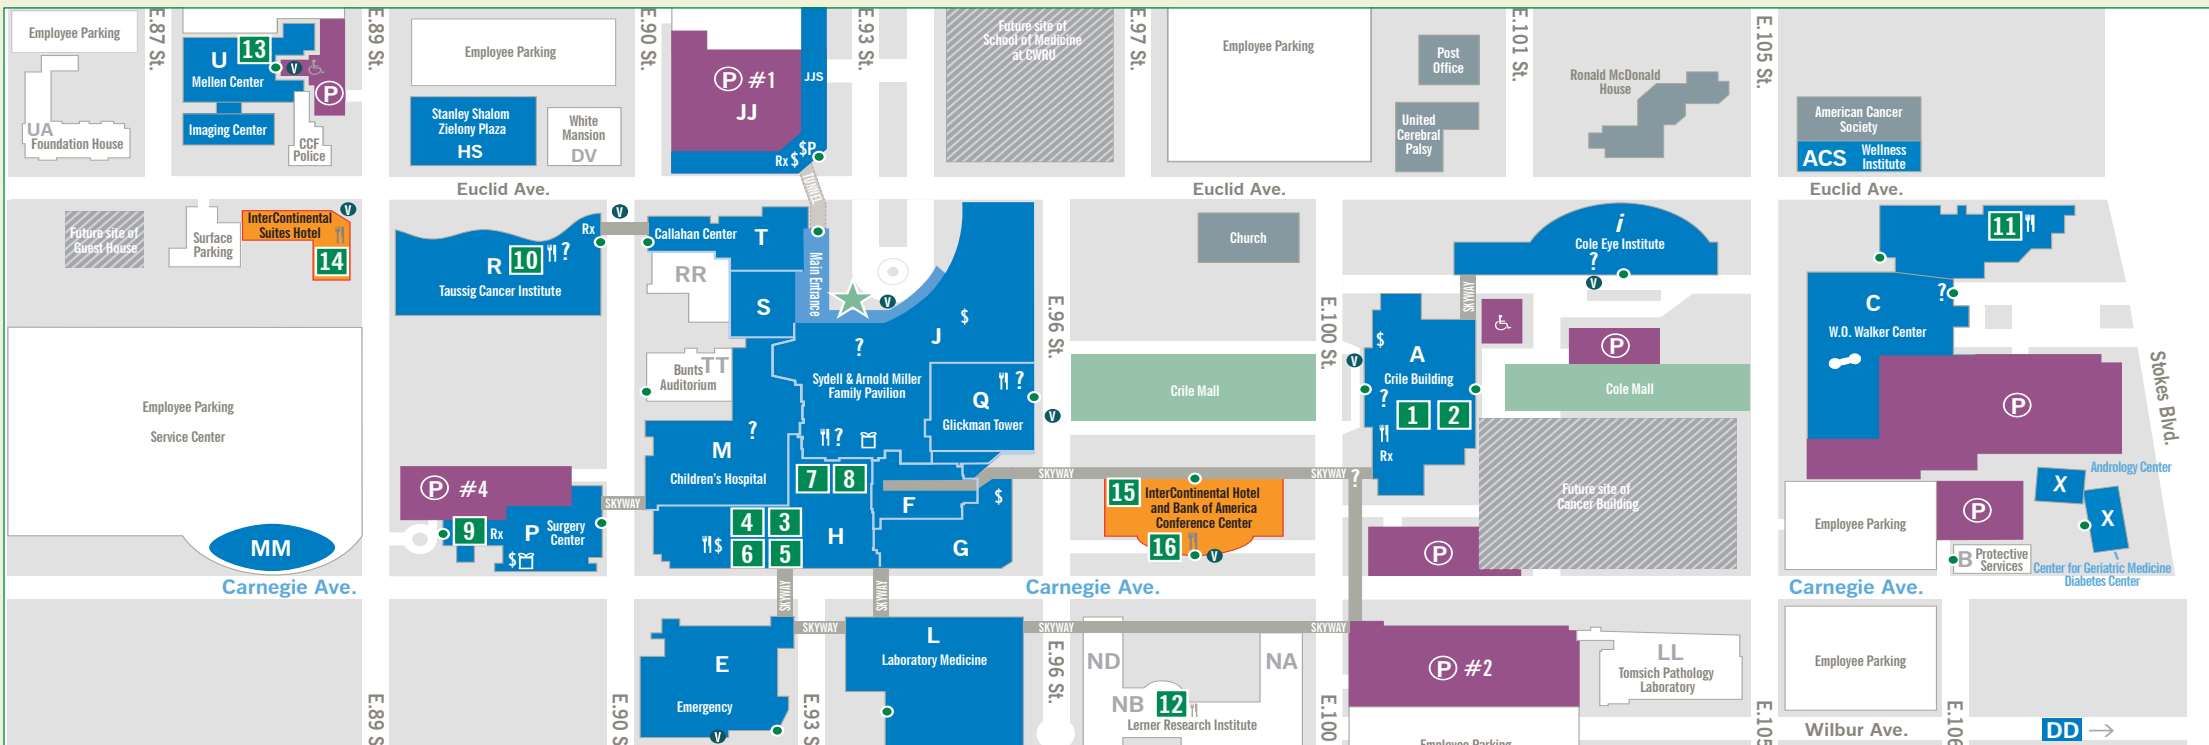 Employee Parking
E.87 St.
U
13
V
Mellen Center
P
Imaging Center
CCF
Police
UA
Foundation House
E.89 St.
Employee Parking
Stanley Shalom
Zielony Plaza
HS
White
Mansion
DV
E.90 St.
P #1
JJ
JJS
Rx $
$P
E.93 St.
Future site of
School of Medicine
at CWRU
E.97 St.
Employee Parking
Post
Office
United
Cerebral
Palsy
E.101 St.
Ronald McDonald
House
E.105 St.
American Cancer
Society
ACS
Wellness
Institute
Euclid Ave.
Euclid Ave.
Euclid Ave.
TUNNEL
Future site of
Guest House
Surface
Parking
InterContinental
Suites Hotel
V
14
Rx
V
R
10
?
Taussig Cancer Institute
Callahan Center
T
RR
S
Main Entrance
V
J
$
?
Sydell & Arnold Miller
Family Pavilion
?
Bunts
Auditorium
TT
M
?
Children's Hospital
Q
?
Glickman Tower
V
E.96 St.
Church
Crile Mall
E.100 St.
i
Cole Eye Institute
?
V
SKYWAY
V
$
A
Crile Building
?
1
2
Rx
P
Cole Mall
Future site of
Cancer Building
P
11
C
?
W.O. Walker Center
P
Stokes Blvd.
Andrology Center
X
X
Center for Geriatric Medicine
Diabetes Center
P
Employee Parking
B
Protective
Services
Employee Parking
Service Center
MM
P #4
9
Rx
P
Surgery
Center
$
SKYWAY
7
8
4
3
6
5
$
H
F
G
$
SKYWAY
SKYWAY
?
15
InterContinental Hotel
and Bank of America
Conference Center
16
V
Carnegie Ave.
Carnegie Ave.
Carnegie Ave.
SKYWAY
SKYWAY
SKYWAY
SKYWAY
SKYWAY
E
Emergency
V
L
Laboratory Medicine
ND
NA
NB
12
Lerner Research Institute
P #2
Employee Parking
LL
Tomsich Pathology
Laboratory
Employee Parking
Wilbur Ave.
DD
E.89 S
E.90 S
E.93 S
E.96 St.
E.100
E.105
E.106